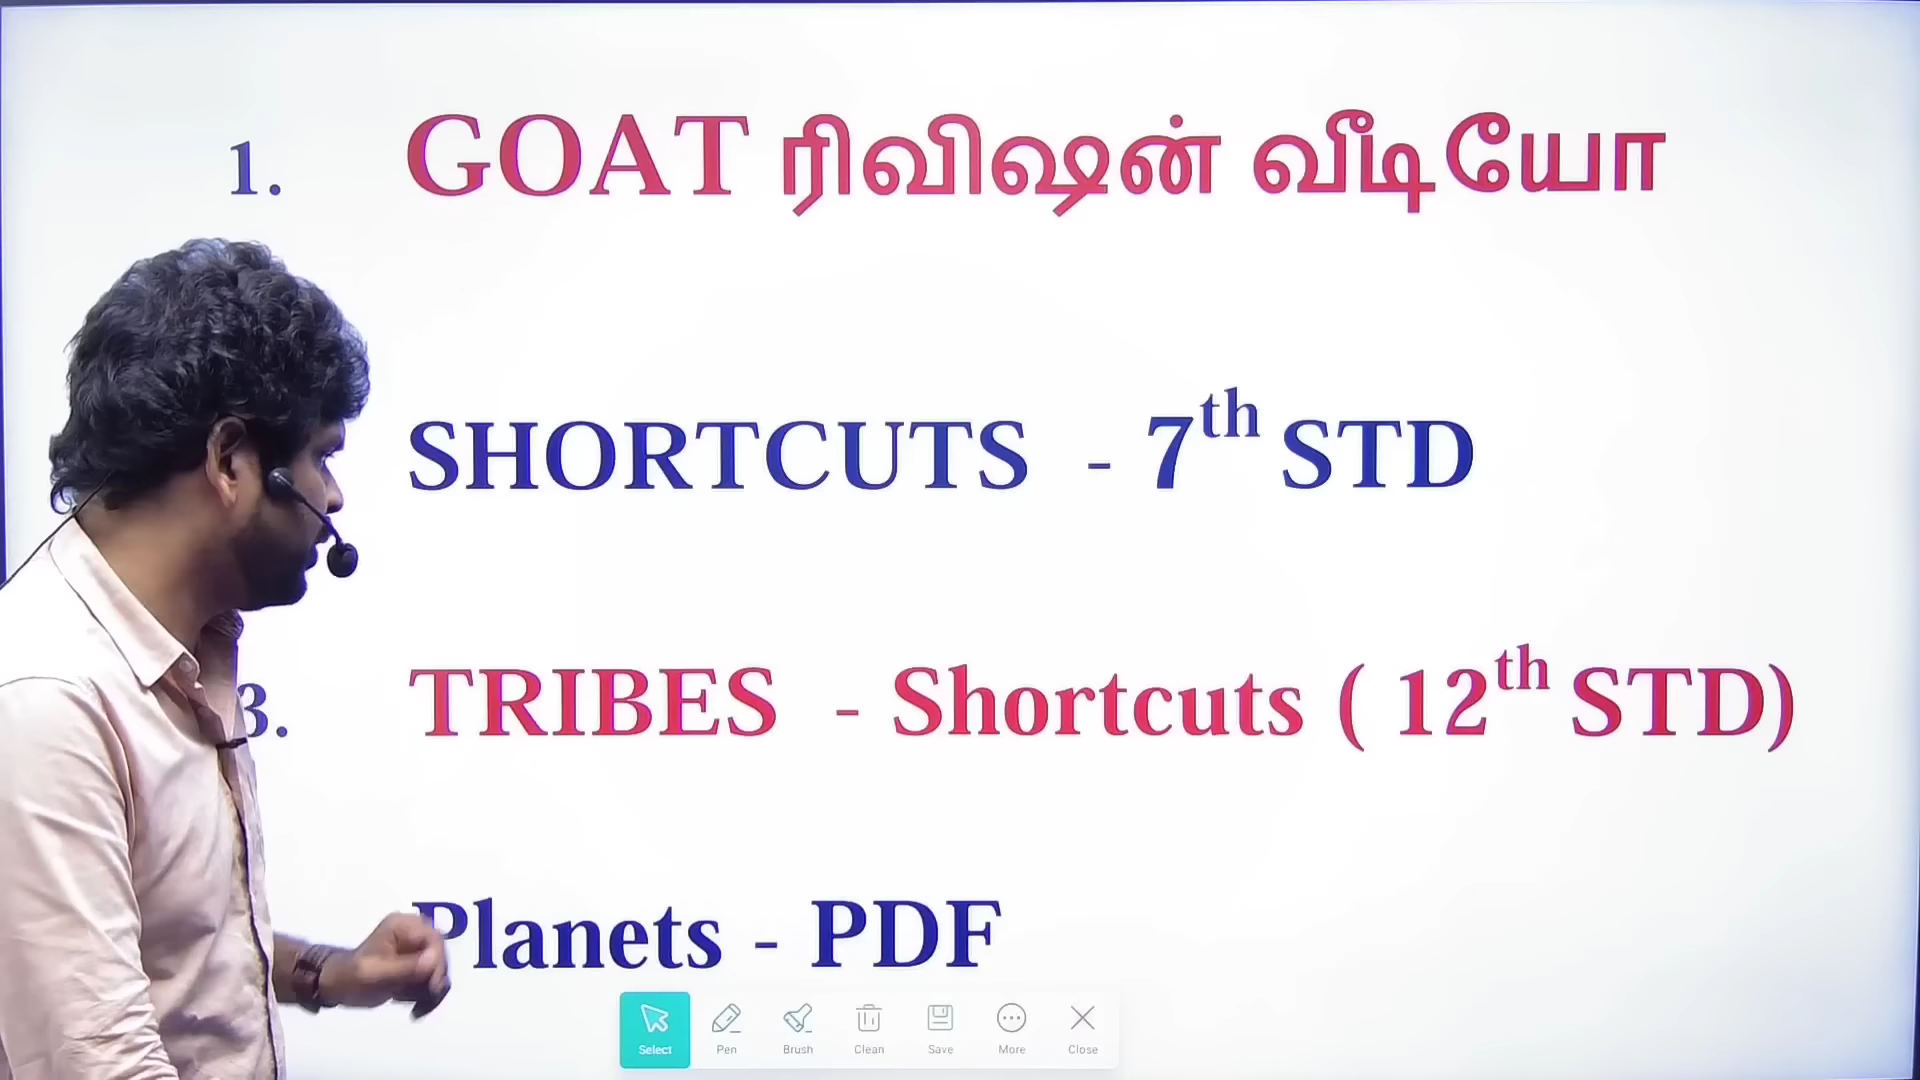 1. GOAT ரிவிஷன் வீடியோ
SHORTCUTS - 7th STD
3. TRIBES - Shortcuts ( 12th STD)
Planets - PDF
Select Pen Brush Clean Save More Close